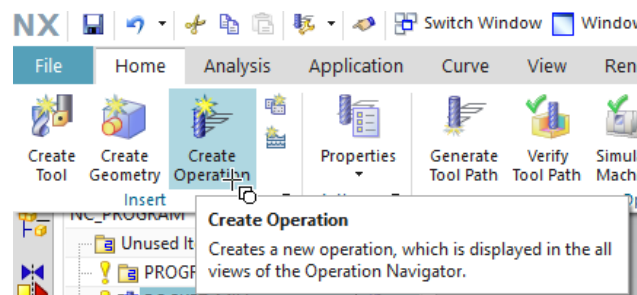 NX Switch Window Window
File Home Analysis Application Curve View Ren
Create Tool
Create Geometry
Create Operation
Properties
Generate Tool Path
Verify Tool Path
Simul Mach
Insert
NC_PROGRAM
Unused It
PROGF
Create Operation
Creates a new operation, which is displayed in the all
views of the Operation Navigator.